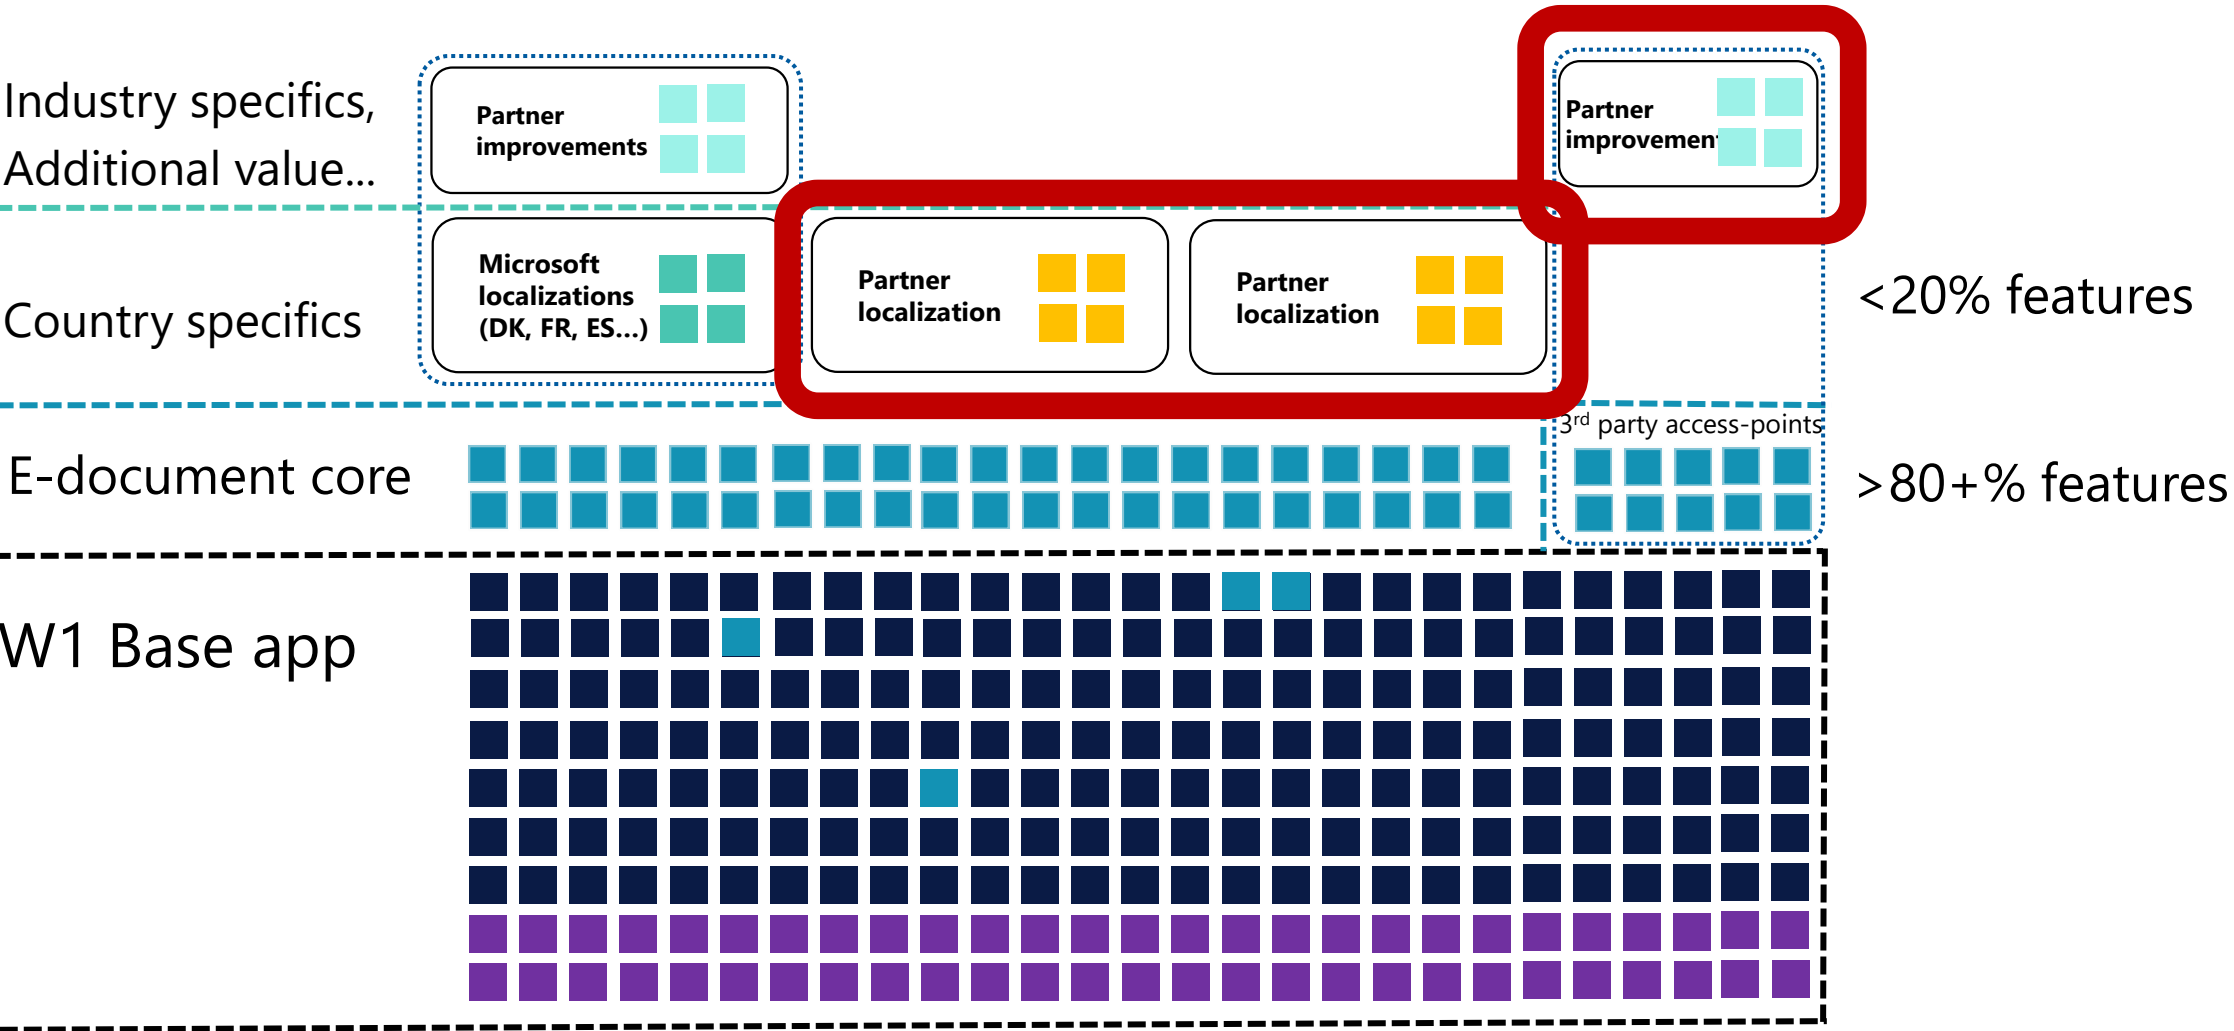 Industry specifics,
Additional value...
Partner
improvements
Partner
improvemen
Country specifics
Microsoft
localizations
(DK, FR, ES...)
Partner
localization
Partner
localization
<20% features
3rd party access-points
E-document core
>80+% features
W1 Base app